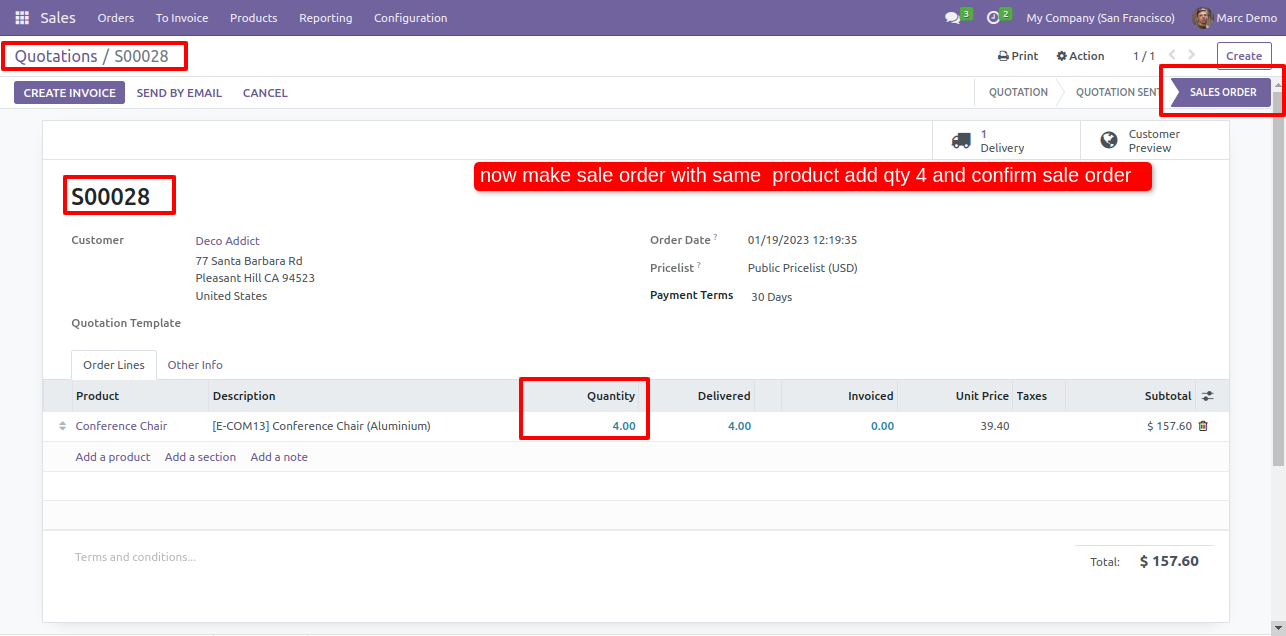 Sales Orders To Invoice Products Reporting Configuration 3 2 My Company (San Francisco) Marc Demo
Quotations / S00028 Print Action 1 / 1 Create
CREATE INVOICE SEND BY EMAIL CANCEL QUOTATION QUOTATION SENT SALES ORDER
1 Delivery
Customer Preview
now make sale order with same product add qty 4 and confirm sale order
S00028
Customer Deco Addict
77 Santa Barbara Rd
Pleasant Hill CA 94523
United States
Order Date ? 01/19/2023 12:19:35
Pricelist ? Public Pricelist (USD)
Payment Terms 30 Days
Quotation Template
Order Lines Other Info
Product Description Quantity Delivered Invoiced Unit Price Taxes Subtotal
Conference Chair [E-COM13] Conference Chair (Aluminium) 4.00 4.00 0.00 39.40 $ 157.60
Add a product Add a section Add a note
Terms and conditions...
Total: $ 157.60